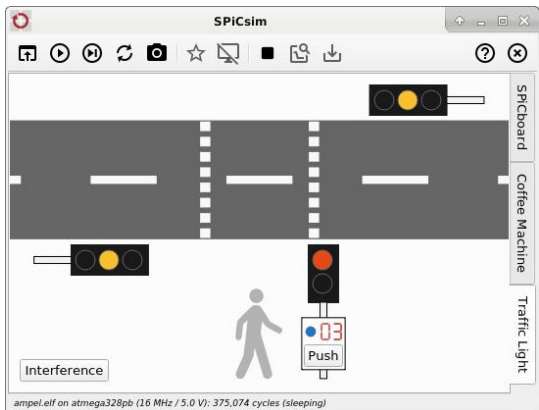 SPiCsim
SPiCboard
Coffee Machine
Traffic Light
03
Push
Interference
ampel.elf on atmega328pb (16 MHz / 5.0 V): 375,074 cycles (sleeping)